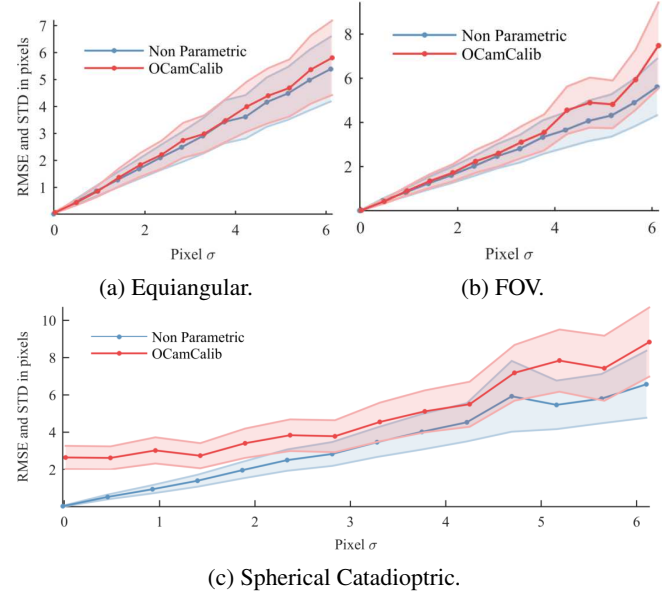 7
6
5
4
3
2
1
0
2
4
6
RMSE and STD in pixels
Pixel σ
Non Parametric
OCamCalib
(a) Equiangular.
8
6
4
2
0
2
4
6
Pixel σ
Non Parametric
OCamCalib
(b) FOV.
10
8
6
4
2
0
1
2
3
4
5
6
RMSE and STD in pixels
Pixel σ
Non Parametric
OCamCalib
(c) Spherical Catadioptric.